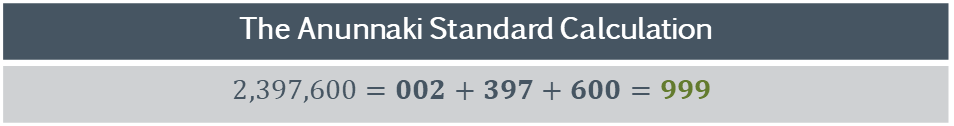 The Anunnaki Standard Calculation
2,397,600 = 002 + 397 + 600 = 999